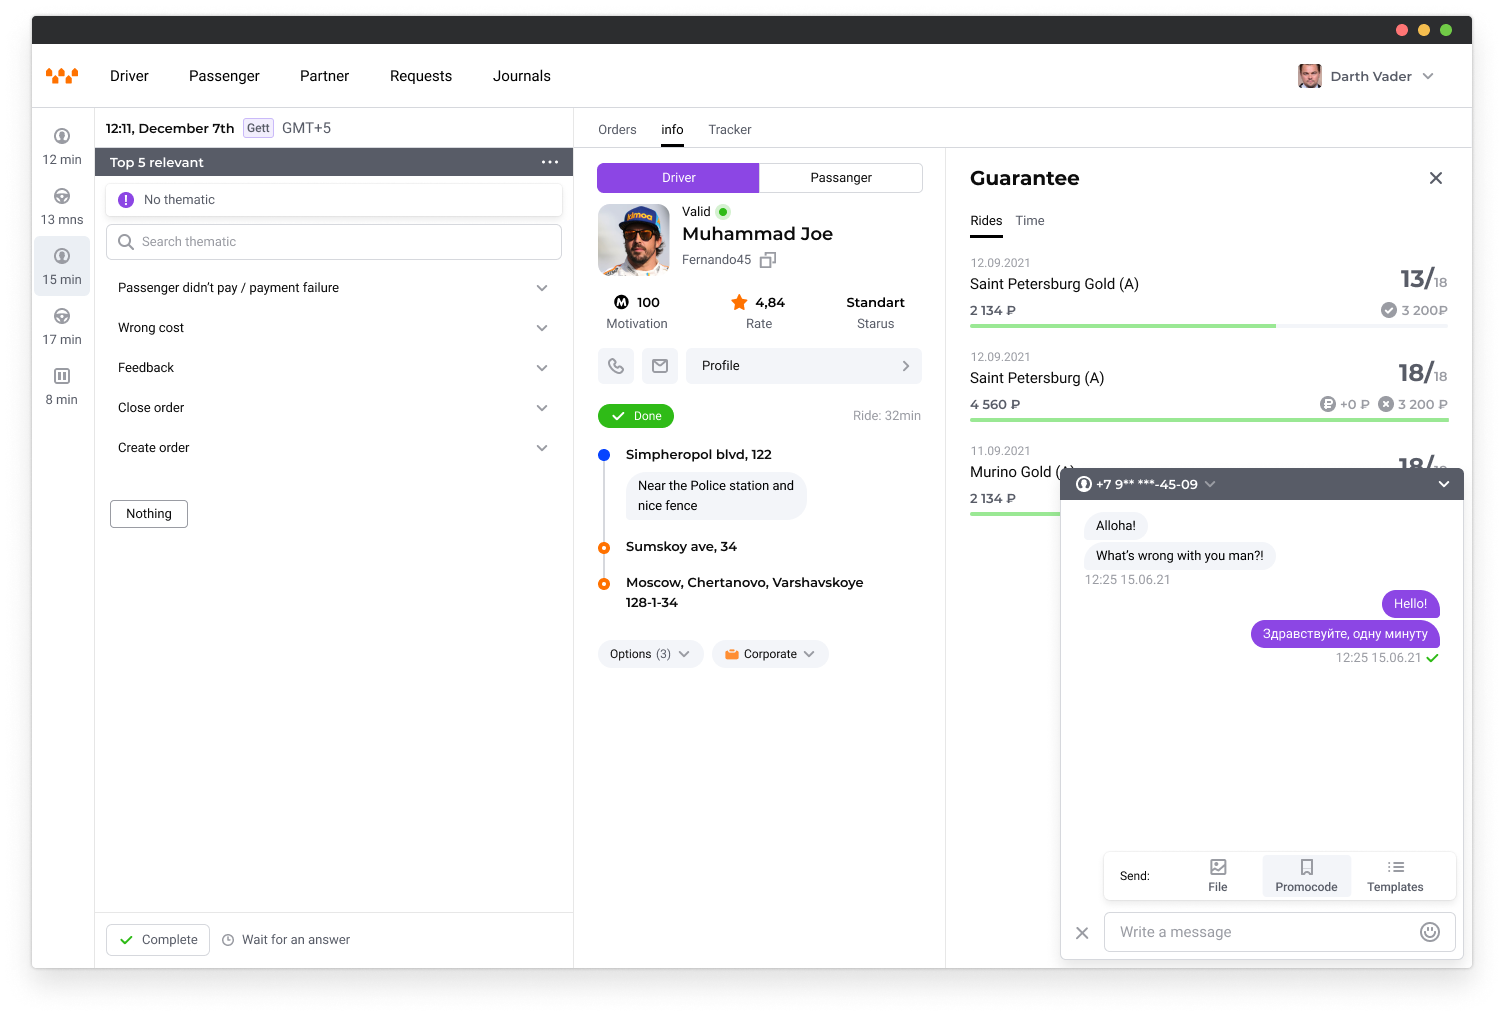 Driver
Passenger
Partner
Requests
Journals
Darth Vader
12 min
13 mns
15 min
17 min
8 min
12:11, December 7th Gett GMT+5
Top 5 relevant
No thematic
Search thematic
Passenger didn’t pay / payment failure
Wrong cost
Feedback
Close order
Create order
Nothing
Complete
Wait for an answer
Orders
info
Tracker
Driver
Passanger
kimoa
Valid
Muhammad Joe
Fernando45
M 100
Motivation
4,84
Rate
Standart
Starus
Profile
Done
Ride: 32min
Simpheropol blvd, 122
Near the Police station and
nice fence
Sumskoy ave, 34
Moscow, Chertanovo, Varshavskoye
128-1-34
Options (3)
Corporate
Guarantee
Rides
Time
12.09.2021
Saint Petersburg Gold (A)
13/18
2 134 ₽
3 200₽
12.09.2021
Saint Petersburg (A)
18/18
4 560 ₽
₽ +0 ₽
3 200 ₽
11.09.2021
Murino Gold (A)
18/18
2 134 ₽
+7 9** ***-45-09
Alloha!
What’s wrong with you man?!
12:25 15.06.21
Hello!
Здравствуйте, одну минуту
12:25 15.06.21
Send:
File
Promocode
Templates
Write a message